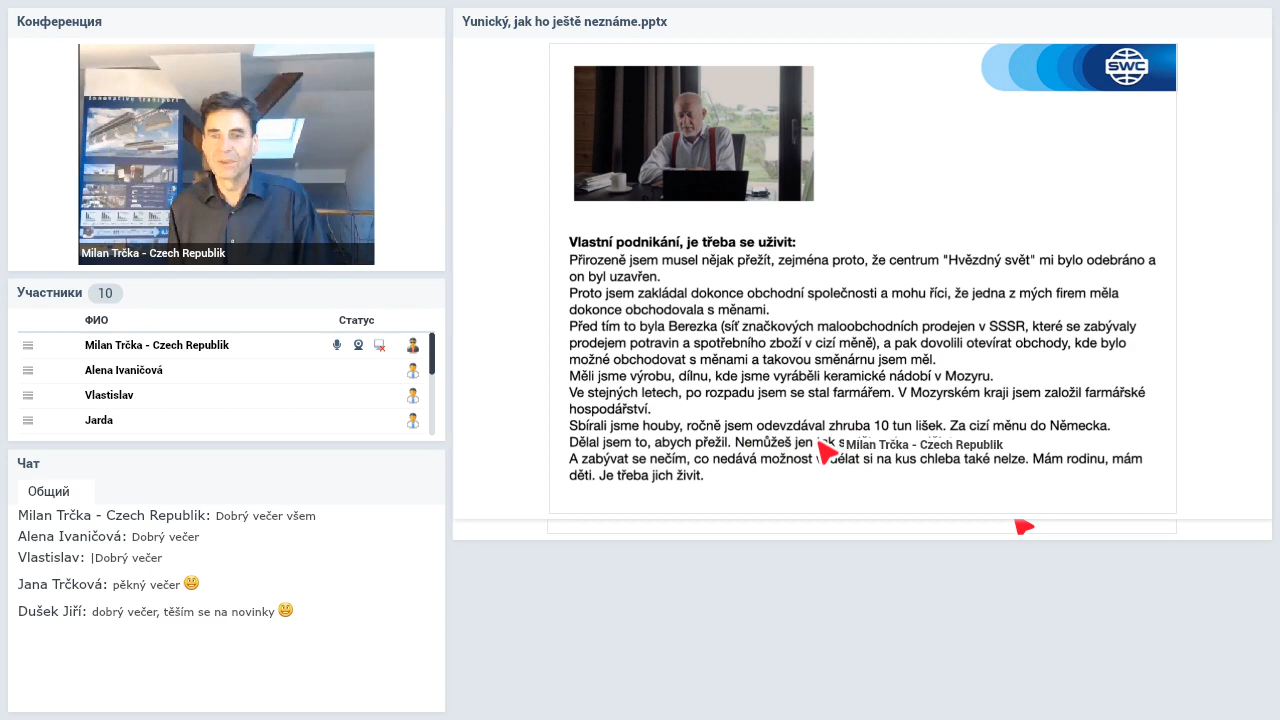 Конференция
Innovative transport
Milan Trčka - Czech Republik
Участники 10
ФИО Статус
Milan Trčka - Czech Republik
Alena Ivaničová
Vlastislav
Jarda
Чат
Общий
Milan Trčka - Czech Republik: Dobrý večer všem
Alena Ivaničová: Dobrý večer
Vlastislav: |Dobrý večer
Jana Trčková: pěkný večer
Dušek Jiří: dobrý večer, těším se na novinky
Yunický, jak ho ještě neznáme.pptx
SWC
Vlastní podnikání, je třeba se uživit:
Přirozeně jsem musel nějak přežít, zejména proto, že centrum "Hvězdný svět" mi bylo odebráno a
on byl uzavřen.
Proto jsem zakládal dokonce obchodní společnosti a mohu říci, že jedna z mých firem měla
dokonce obchodovala s měnami.
Před tím to byla Berezka (síť značkových maloobchodních prodejen v SSSR, které se zabývaly
prodejem potravin a spotřebního zboží v cizí měně), a pak dovolili otevírat obchody, kde bylo
možné obchodovat s měnami a takovou směnárnu jsem měl.
Měli jsme výrobu, dílnu, kde jsme vyráběli keramické nádobí v Mozyru.
Ve stejných letech, po rozpadu jsem se stal farmářem. V Mozyrském kraji jsem založil farmářské
hospodářství.
Sbírali jsme houby, ročně jsem odevzdával zhruba 10 tun lišek. Za cizí měnu do Německa.
Dělal jsem to, abych přežil. Nemůžeš jen
Milan Trčka - Czech Republik
A zabývat se nečím, co nedává možnost si na kus chleba také nelze. Mám rodinu, mám
děti. Je třeba jich živit.